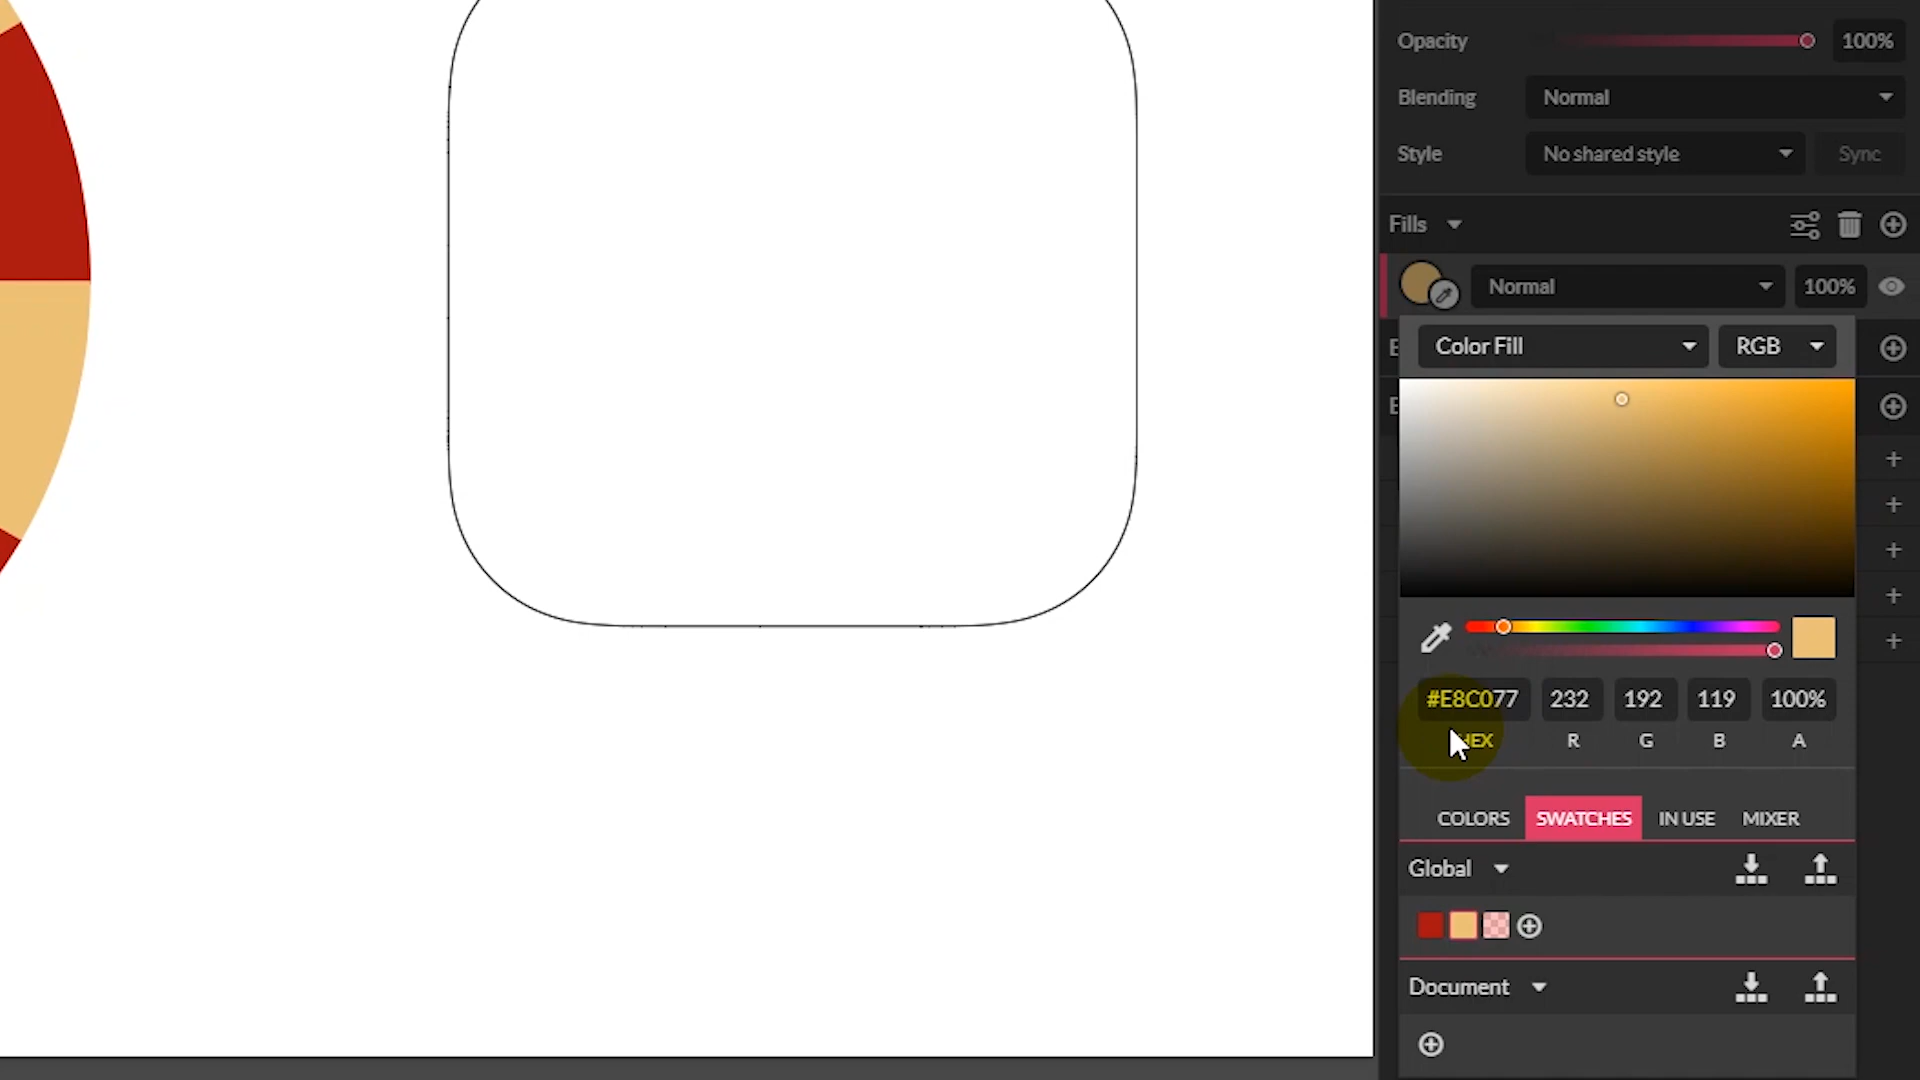 Opacity 100%
Blending Normal
Style No shared style Sync
Fills
Normal 100%
Color Fill RGB
#E8C077 232 192 119 100%
HEX R G B A
COLORS SWATCHES IN USE MIXER
Global
Document